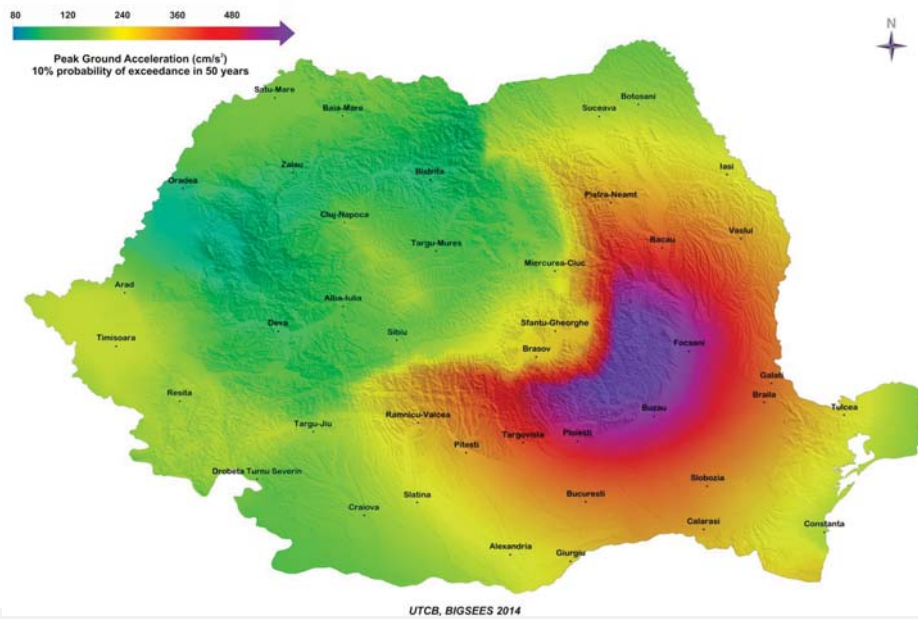 80 120 240 360 480
N
Peak Ground Acceleration (cm/s²)
10% probability of exceedance in 50 years
Satu-Mare
Botosani
Baia-Mare
Suceava
Zalau
Bistrita
Iasi
Oradea
Piatra-Neamt
Cluj-Napoca
Vaslui
Targu-Mures
Bacau
Miercurea-Ciuc
Arad
Alba-Iulia
Deva
Sfantu-Gheorghe
Sibiu
Timisoara
Focsani
Brasov
Galati
Resita
Braila
Tulcea
Buzau
Ramnicu-Valcea
Targu-Jiu
Targoviste
Ploiesti
Pitesti
Drobeta Turnu Severin
Slobozia
Slatina
Bucuresti
Craiova
Calarasi
Constanta
Alexandria
Giurgiu
UTCB, BIGSEES 2014